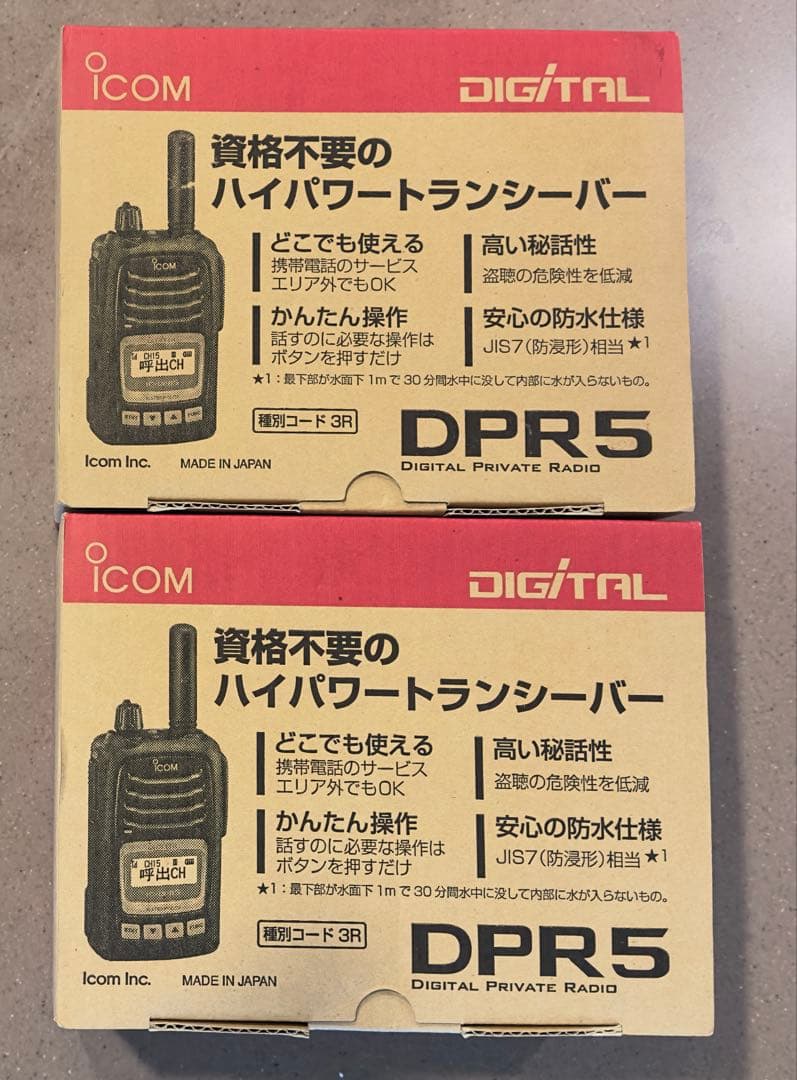 ICOM
DIGITAL
資格不要の
ハイパワートランシーバー
どこでも使える
携帯電話のサービス
エリア外でもOK
高い秘話性
盗聴の危険性を低減
かんたん操作
話すのに必要な操作は
ボタンを押すだけ
安心の防水仕様
JIS7(防浸形)相当★1
★1:最下部が水面下1mで30分間水中に没して内部に水が入らないもの。
ICOM
CH15
呼出CH
種別コード 3R
DPR5
DIGITAL PRIVATE RADIO
Icom Inc.
MADE IN JAPAN
ICOM
DIGITAL
資格不要の
ハイパワートランシーバー
どこでも使える
携帯電話のサービス
エリア外でもOK
高い秘話性
盗聴の危険性を低減
かんたん操作
話すのに必要な操作は
ボタンを押すだけ
安心の防水仕様
JIS7(防浸形)相当★1
★1:最下部が水面下1mで30分間水中に没して内部に水が入らないもの。
ICOM
CH15
呼出CH
種別コード 3R
DPR5
DIGITAL PRIVATE RADIO
Icom Inc.
MADE IN JAPAN